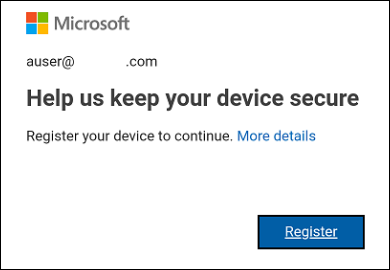 Microsoft
auser@ .com
Help us keep your device secure
Register your device to continue. More details
Register